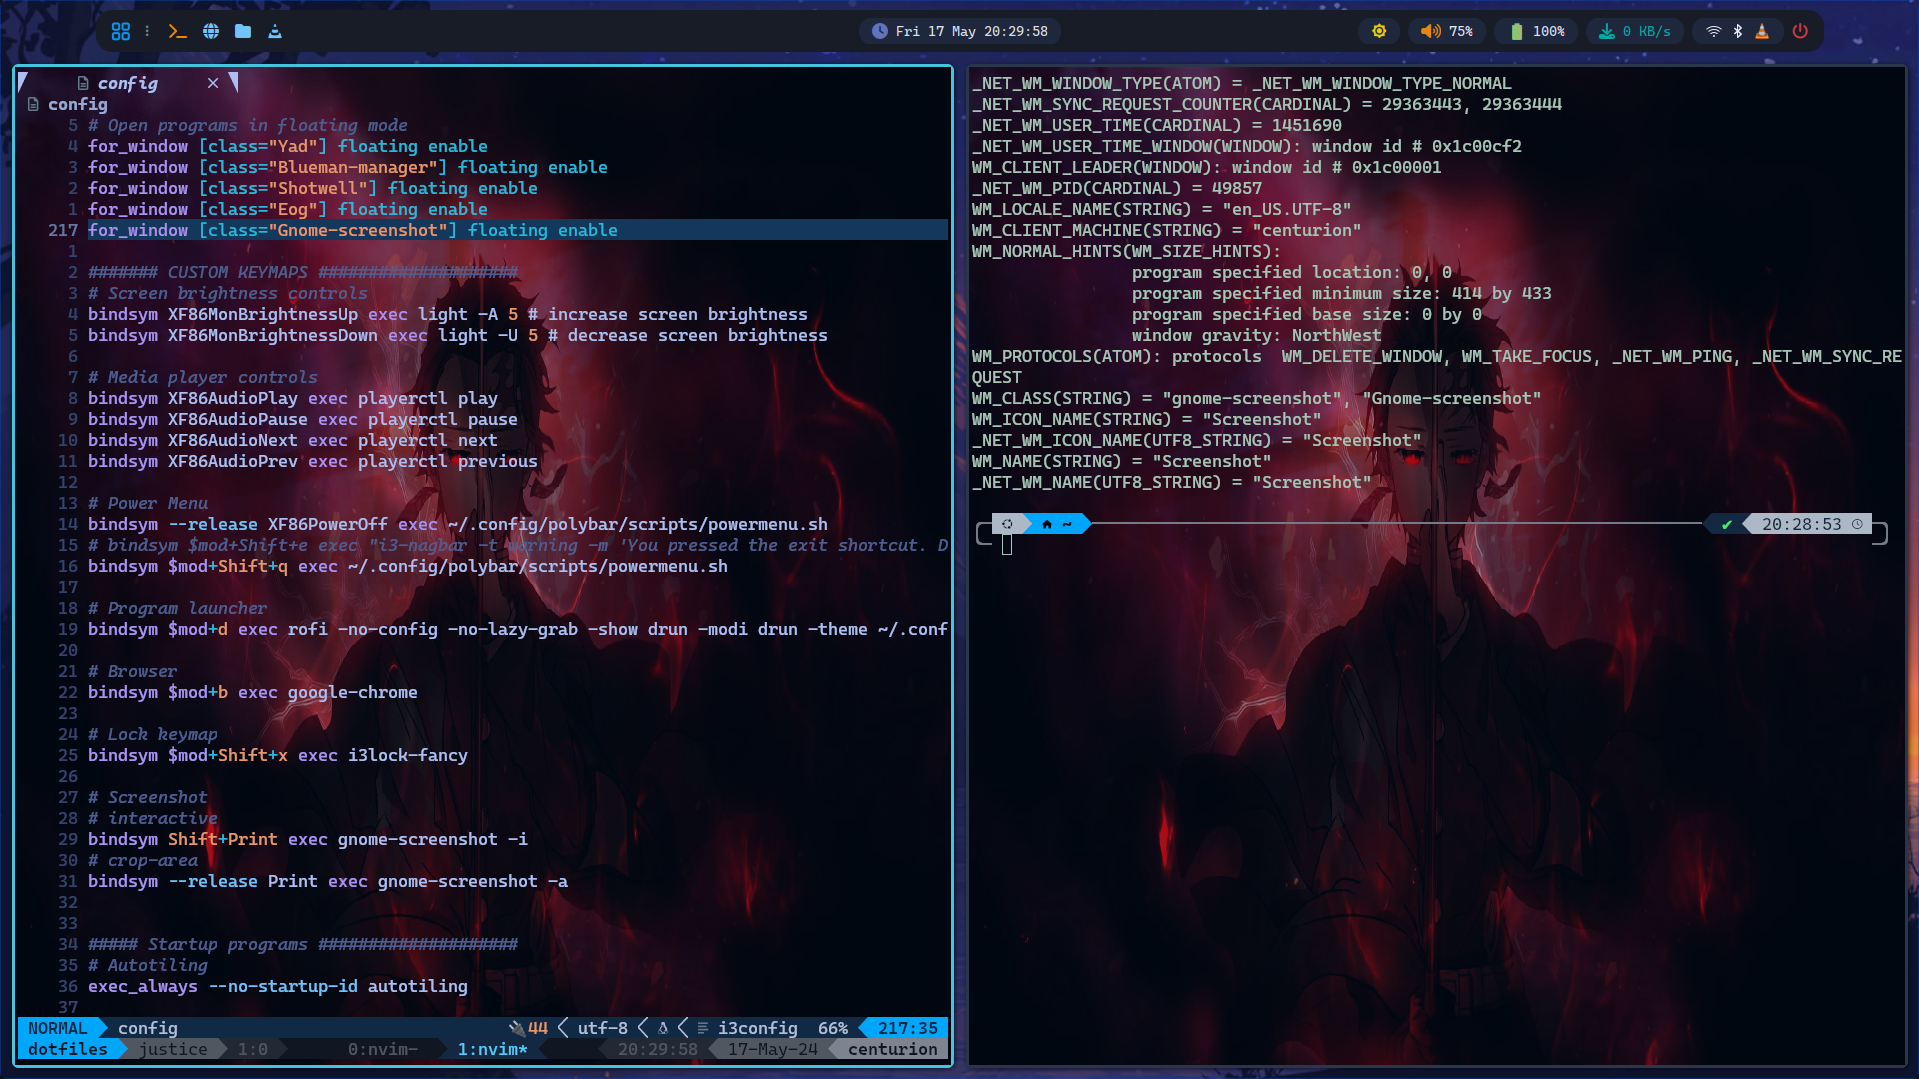 Fri 17 May 20:29:58
75%
100%
0 KB/s
config
config
5 # Open programs in floating mode
4 for_window [class="Yad"] floating enable
3 for_window [class="Blueman-manager"] floating enable
2 for_window [class="Shotwell"] floating enable
1 for_window [class="Eog"] floating enable
217 for_window [class="Gnome-screenshot"] floating enable
1
2 ####### CUSTOM KEYMAPS ####################
3 # Screen brightness controls
4 bindsym XF86MonBrightnessUp exec light -A 5 # increase screen brightness
5 bindsym XF86MonBrightnessDown exec light -U 5 # decrease screen brightness
6
7 # Media player controls
8 bindsym XF86AudioPlay exec playerctl play
9 bindsym XF86AudioPause exec playerctl pause
10 bindsym XF86AudioNext exec playerctl next
11 bindsym XF86AudioPrev exec playerctl previous
12
13 # Power Menu
14 bindsym --release XF86PowerOff exec ~/.config/polybar/scripts/powermenu.sh
15 # bindsym $mod+Shift+e exec "i3-nagbar -t warning -m 'You pressed the exit shortcut. D
16 bindsym $mod+Shift+q exec ~/.config/polybar/scripts/powermenu.sh
17
18 # Program launcher
19 bindsym $mod+d exec rofi -no-config -no-lazy-grab -show drun -modi drun -theme ~/.conf
20
21 # Browser
22 bindsym $mod+b exec google-chrome
23
24 # Lock keymap
25 bindsym $mod+Shift+x exec i3lock-fancy
26
27 # Screenshot
28 # interactive
29 bindsym Shift+Print exec gnome-screenshot -i
30 # crop-area
31 bindsym --release Print exec gnome-screenshot -a
32
33
34 ##### Startup programs ####################
35 # Autotiling
36 exec_always --no-startup-id autotiling
37
NORMAL config 44 utf-8 i3config 66% 217:35
dotfiles justice 1:0 0:nvim- 1:nvim* 20:29:58 17-May-24 centurion
_NET_WM_WINDOW_TYPE(ATOM) = _NET_WM_WINDOW_TYPE_NORMAL
_NET_WM_SYNC_REQUEST_COUNTER(CARDINAL) = 29363443, 29363444
_NET_WM_USER_TIME(CARDINAL) = 1451690
_NET_WM_USER_TIME_WINDOW(WINDOW): window id # 0x1c00cf2
WM_CLIENT_LEADER(WINDOW): window id # 0x1c00001
_NET_WM_PID(CARDINAL) = 49857
WM_LOCALE_NAME(STRING) = "en_US.UTF-8"
WM_CLIENT_MACHINE(STRING) = "centurion"
WM_NORMAL_HINTS(WM_SIZE_HINTS):
program specified location: 0, 0
program specified minimum size: 414 by 433
program specified base size: 0 by 0
window gravity: NorthWest
WM_PROTOCOLS(ATOM): protocols  WM_DELETE_WINDOW, WM_TAKE_FOCUS, _NET_WM_PING, _NET_WM_SYNC_RE
QUEST
WM_CLASS(STRING) = "gnome-screenshot", "Gnome-screenshot"
WM_ICON_NAME(STRING) = "Screenshot"
_NET_WM_ICON_NAME(UTF8_STRING) = "Screenshot"
WM_NAME(STRING) = "Screenshot"
_NET_WM_NAME(UTF8_STRING) = "Screenshot"
~ ✔ 20:28:53